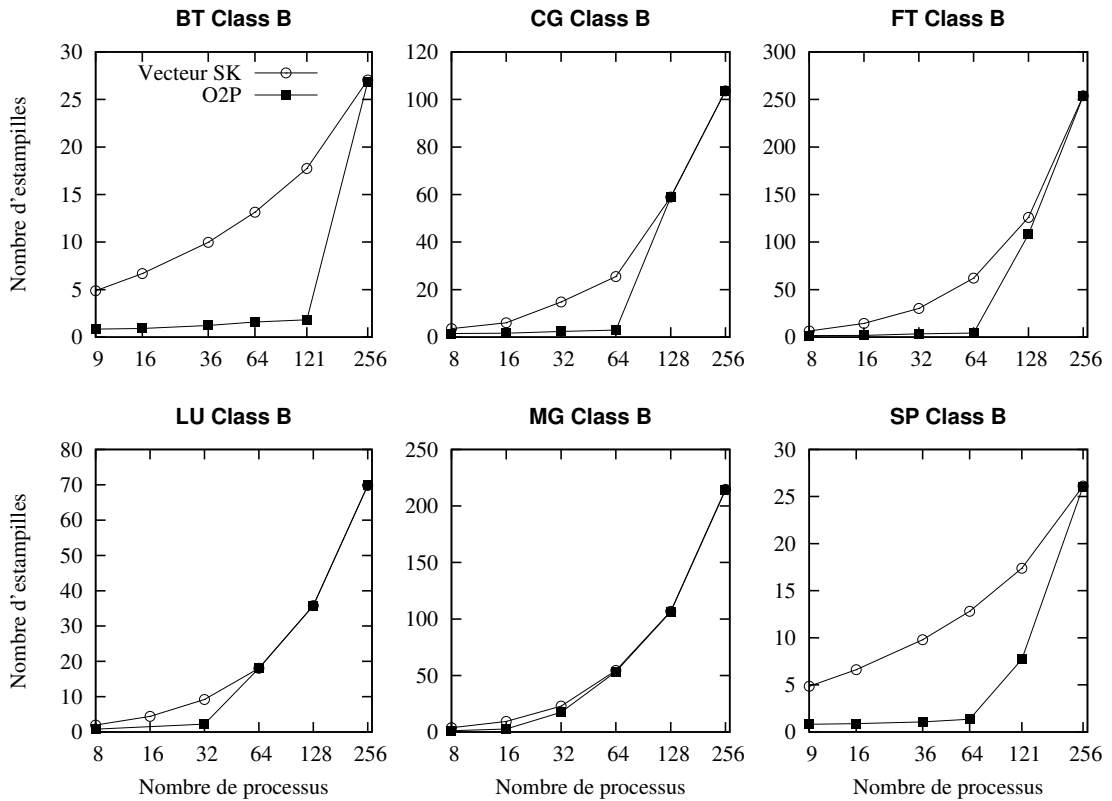 BT Class B
CG Class B
FT Class B
Nombre d'estampilles
30
25
20
15
10
5
0
Vecteur SK
O2P
9 16 36 64 121 256
120
100
80
60
40
20
0
8 16 32 64 128 256
300
250
200
150
100
50
0
8 16 32 64 128 256
LU Class B
MG Class B
SP Class B
Nombre d'estampilles
80
70
60
50
40
30
20
10
0
8 16 32 64 128 256
Nombre de processus
250
200
150
100
50
0
8 16 32 64 128 256
Nombre de processus
30
25
20
15
10
5
0
9 16 36 64 121 256
Nombre de processus